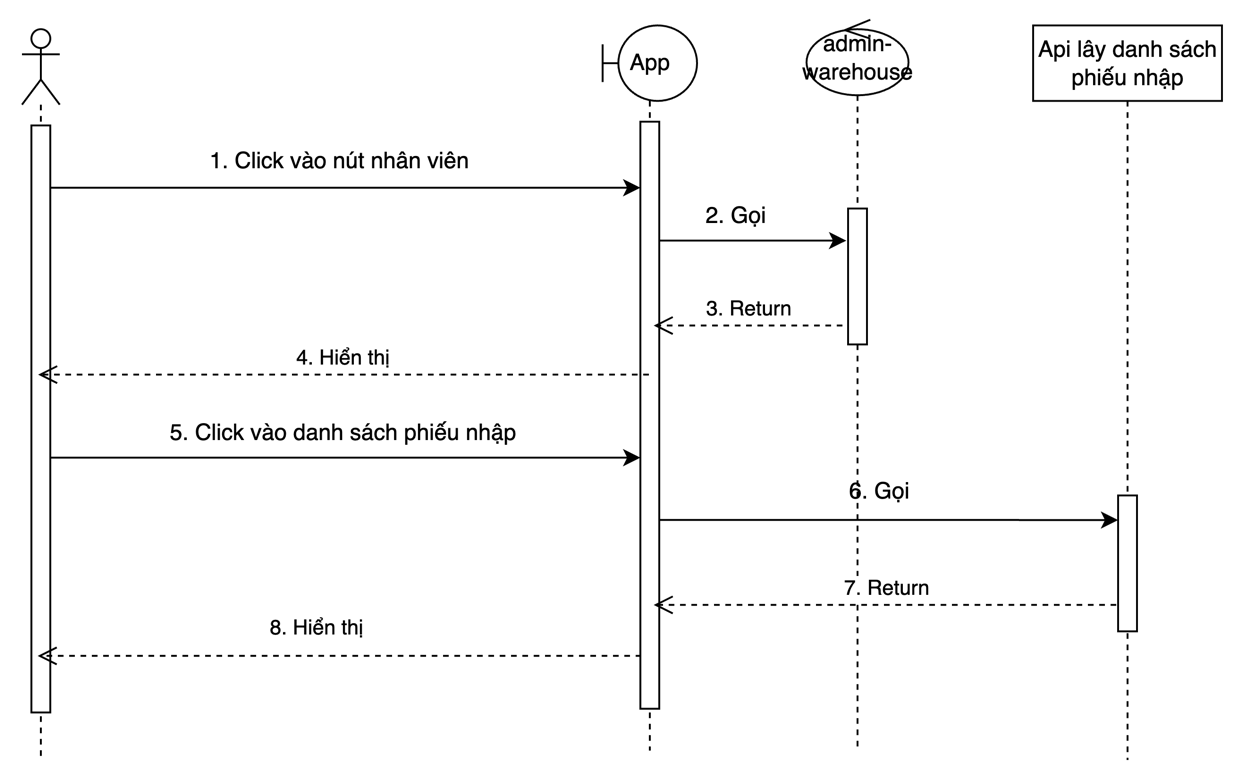 App
admin-
warehouse
Api lây danh sách
phiếu nhập
1. Click vào nút nhân viên
2. Gọi
3. Return
4. Hiển thị
5. Click vào danh sách phiếu nhập
6. Gọi
7. Return
8. Hiển thị